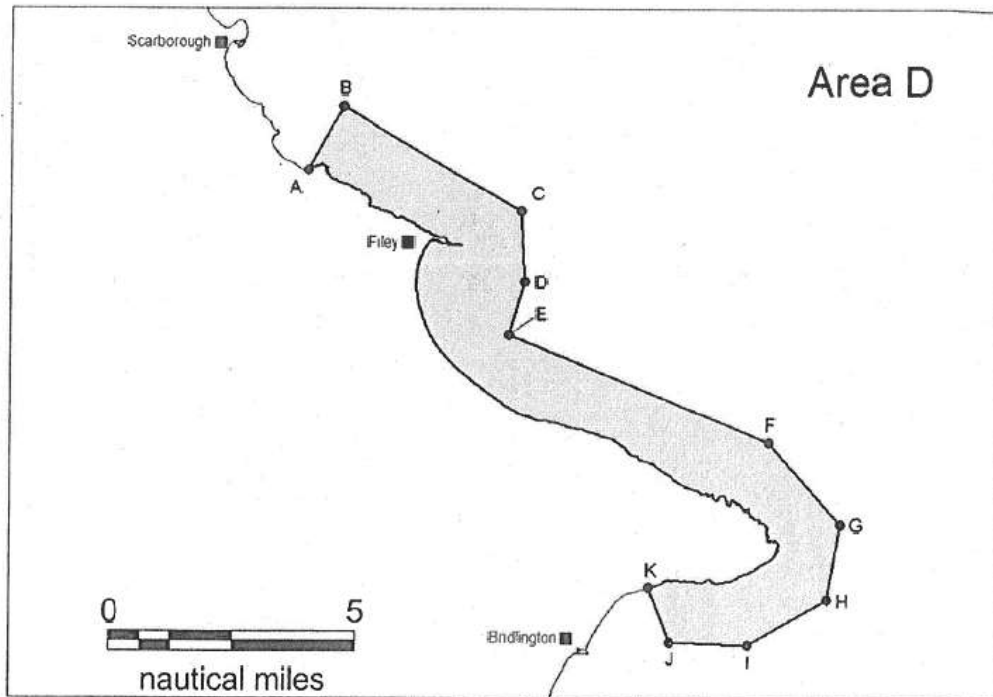 Scarborough
Area D
B
A
C
Filey
D
E
F
G
K
H
0 5
Bridlington
J I
nautical miles